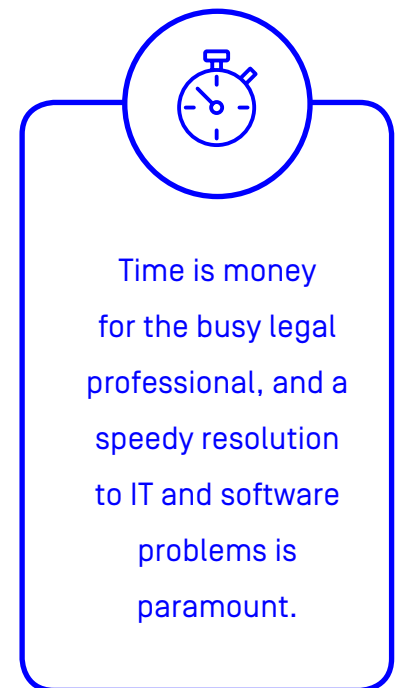 Time is money
for the busy legal
professional, and a
speedy resolution
to IT and software
problems is
paramount.